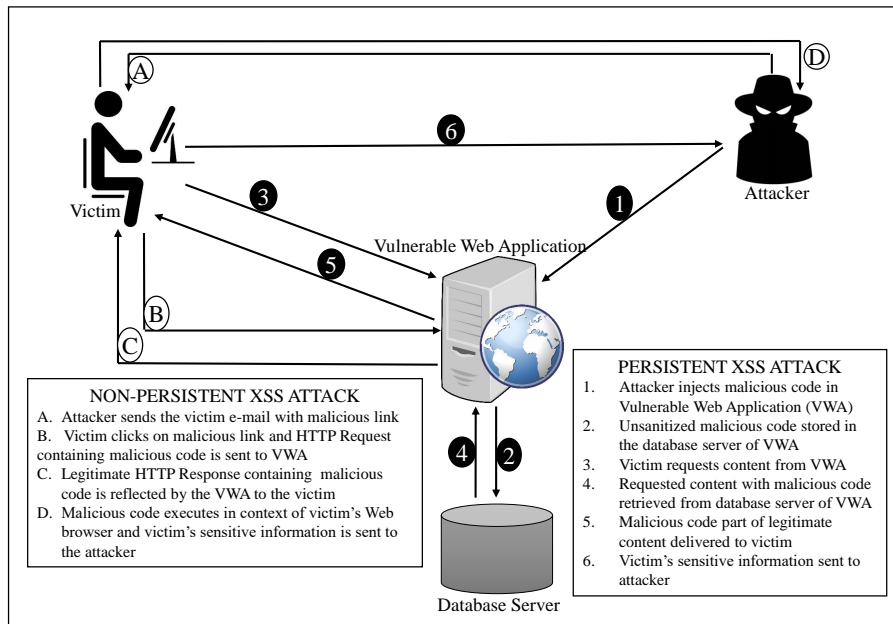 A
D
6
Victim
Attacker
3
1
Vulnerable Web Application
5
B
C
NON-PERSISTENT XSS ATTACK
A. Attacker sends the victim e-mail with malicious link
B. Victim clicks on malicious link and HTTP Request
containing malicious code is sent to VWA
C. Legitimate HTTP Response containing malicious
code is reflected by the VWA to the victim
D. Malicious code executes in context of victim's Web
browser and victim's sensitive information is sent to
the attacker
4
2
Database Server
PERSISTENT XSS ATTACK
1. Attacker injects malicious code in
Vulnerable Web Application (VWA)
2. Unsanitized malicious code stored in
the database server of VWA
3. Victim requests content from VWA
4. Requested content with malicious code
retrieved from database server of VWA
5. Malicious code part of legitimate
content delivered to victim
6. Victim's sensitive information sent to
attacker